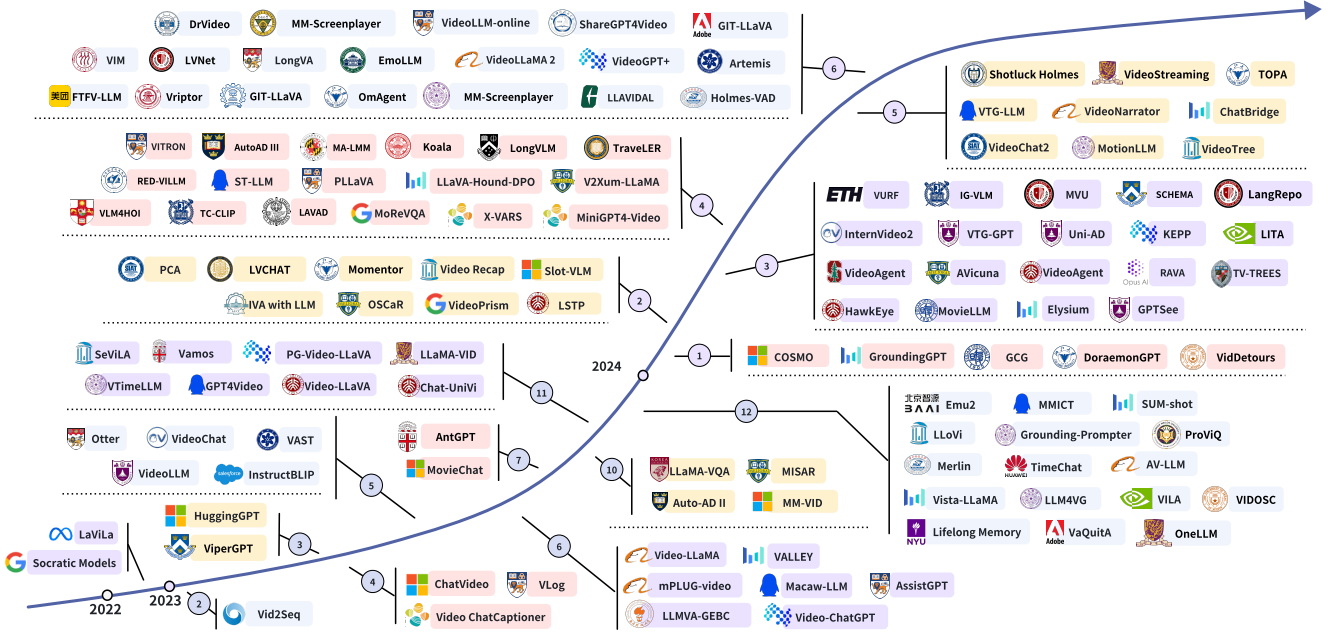 DrVideo MM-Screenplayer VideoLLM-online ShareGPT4Video Adobe GIT-LLaVA
VIM LVNet LongVA EmoLLM VideoLLaMA 2 VideoGPT+ Artemis
美团 FTFV-LLM Vriptor GIT-LLaVA OmAgent MM-Screenplayer LLAVIDAL Holmes-VAD
6
Shotluck Holmes VideoStreaming TOPA
VTG-LLM VideoNarrator ChatBridge
VideoChat2 MotionLLM VideoTree
5
VITRON AutoAD III MA-LMM Koala LongVLM TraveLER
RED-VILLM ST-LLM PLLaVA LLaVA-Hound-DPO V2Xum-LLaMA
VLM4HOI TC-CLIP LAVAD MoReVQA X-VARS MiniGPT4-Video
4
ETH VURF IG-VLM MVU SCHEMA LangRepo
InternVideo2 VTG-GPT Uni-AD KEPP LITA
VideoAgent AVicuna VideoAgent Opus AI RAVA TV-TREES
HawkEye MovieLLM Elysium GPTSee
3
PCA LVCHAT Momentor Video Recap Slot-VLM
IVA with LLM OSCaR VideoPrism LSTP
2
1
COSMO GroundingGPT GCG DoraemonGPT VidDetours
2024
SeViLA Vamos PG-Video-LLaVA LLaMA-VID
VTimeLLM GPT4Video Video-LLaVA Chat-UniVi
11
12
北京智源 BAAI Emu2 MMICT SUM-shot
LLoVi Grounding-Prompter ProViQ
Merlin HUAWEI TimeChat AV-LLM
Vista-LLaMA LLM4VG VILA VIDOSC
NYU Lifelong Memory Adobe VaQuitA OneLLM
Otter VideoChat VAST
VideoLLM salesforce InstructBLIP
5
AntGPT
MovieChat
7
10
LLaMA-VQA MISAR
Auto-AD II MM-VID
LaViLa
Socratic Models
HuggingGPT
ViperGPT
3
6
Video-LLaMA VALLEY
mPLUG-video Macaw-LLM AssistGPT
LLMVA-GEBC Video-ChatGPT
4
ChatVideo VLog
Video ChatCaptioner
2022
2023
2
Vid2Seq